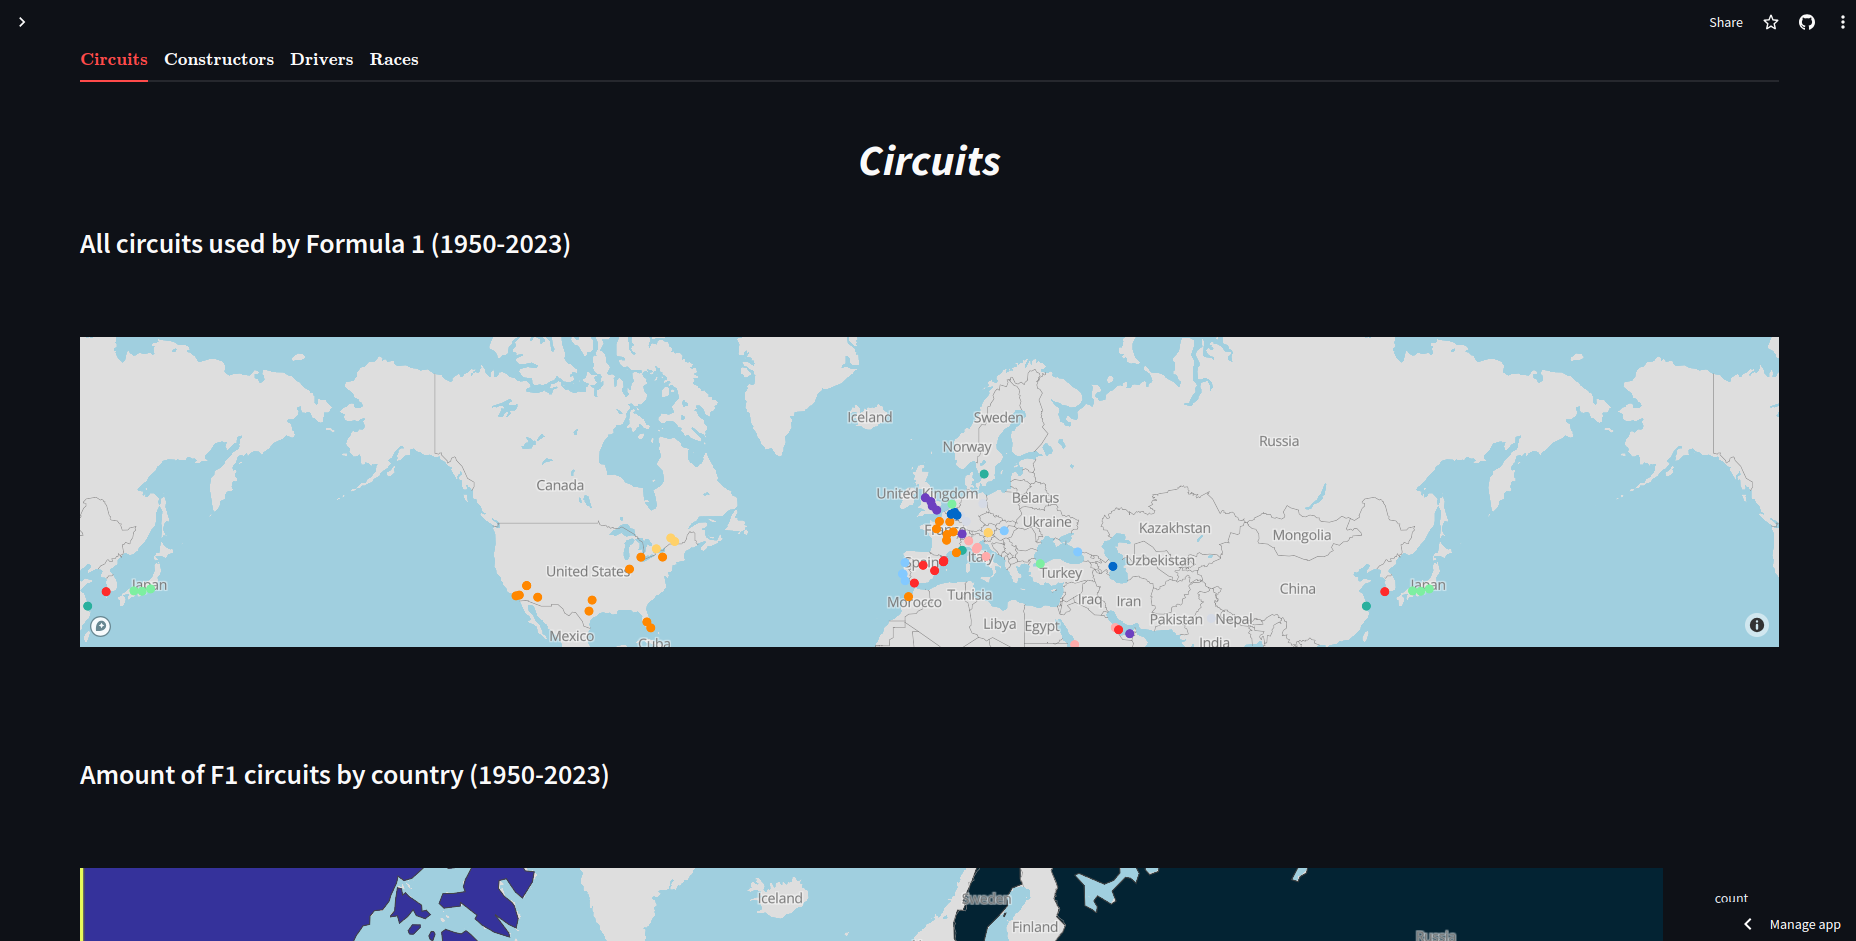 Share
Circuits Constructors Drivers Races
Circuits
All circuits used by Formula 1 (1950-2023)
Iceland
Sweden
Russia
Norway
Canada
United Kingdom
Belarus
Ukraine
France
Kazakhstan
Mongolia
United States
Spain
Italy
Turkey
Uzbekistan
Japan
China
Japan
Morocco
Tunisia
Iraq
Iran
Libya
Egypt
Pakistan
Nepal
Mexico
Cuba
India
Amount of F1 circuits by country (1950-2023)
Iceland
Sweden
count
Finland
Russia
Manage app